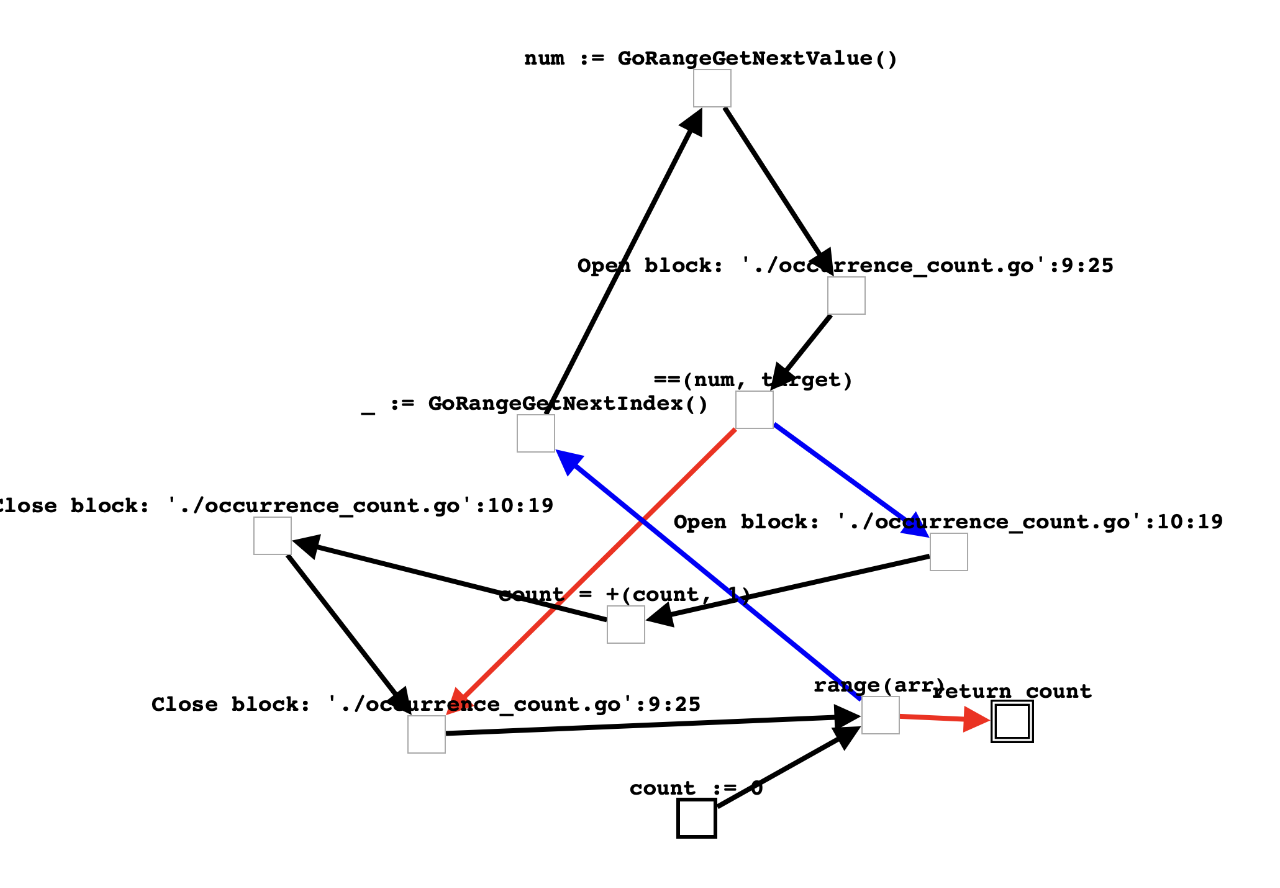 num := GoRangeGetNextValue()
Open block: './occurrence_count.go':9:25
==(num, target)
_ := GoRangeGetNextIndex()
Close block: './occurrence_count.go':10:19
Open block: './occurrence_count.go':10:19
count = +(count, 1)
range(arr)
return count
Close block: './occurrence_count.go':9:25
count := 0